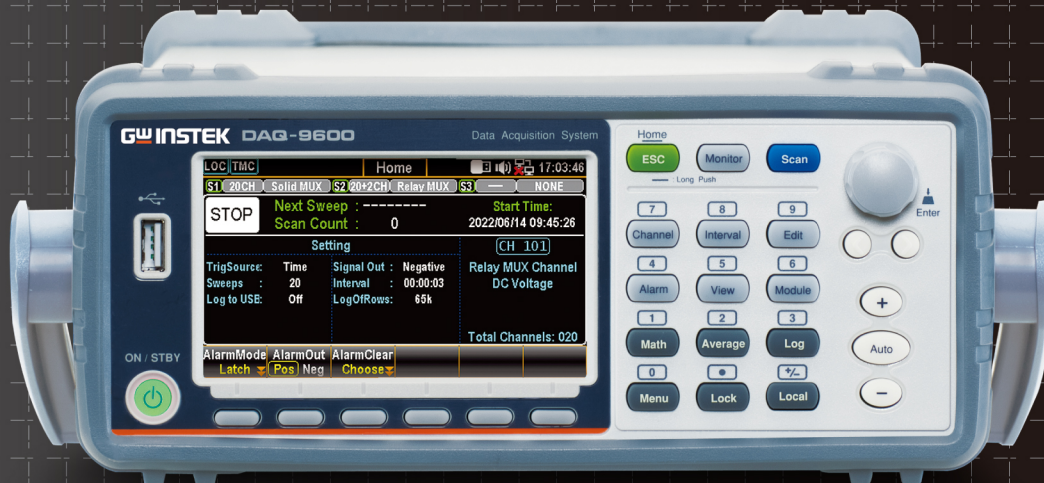 GW INSTEK DAQ-9600 Data Acquisition System
LOC TMC Home 17:03:46
S1 20CH Solid MUX S2 20+2CH Relay MUX S3 — NONE
STOP Next Sweep : --------
Scan Count : 0
Start Time:
2022/06/14 09:45:26
Setting
TrigSource: Time Signal Out : Negative
Sweeps : 20 Interval : 00:00:03
Log to USE: Off LogOfRows: 65k
CH 101
Relay MUX Channel
DC Voltage
Total Channels: 020
AlarmMode AlarmOut AlarmClear
Latch Pos Neg Choose
ON / STBY
Home
ESC Monitor Scan
: Long Push
7 8 9
Channel Interval Edit
4 5 6
Alarm View Module
1 2 3
Math Average Log
0 ● +/-
Menu Lock Local
Enter
+
Auto
−